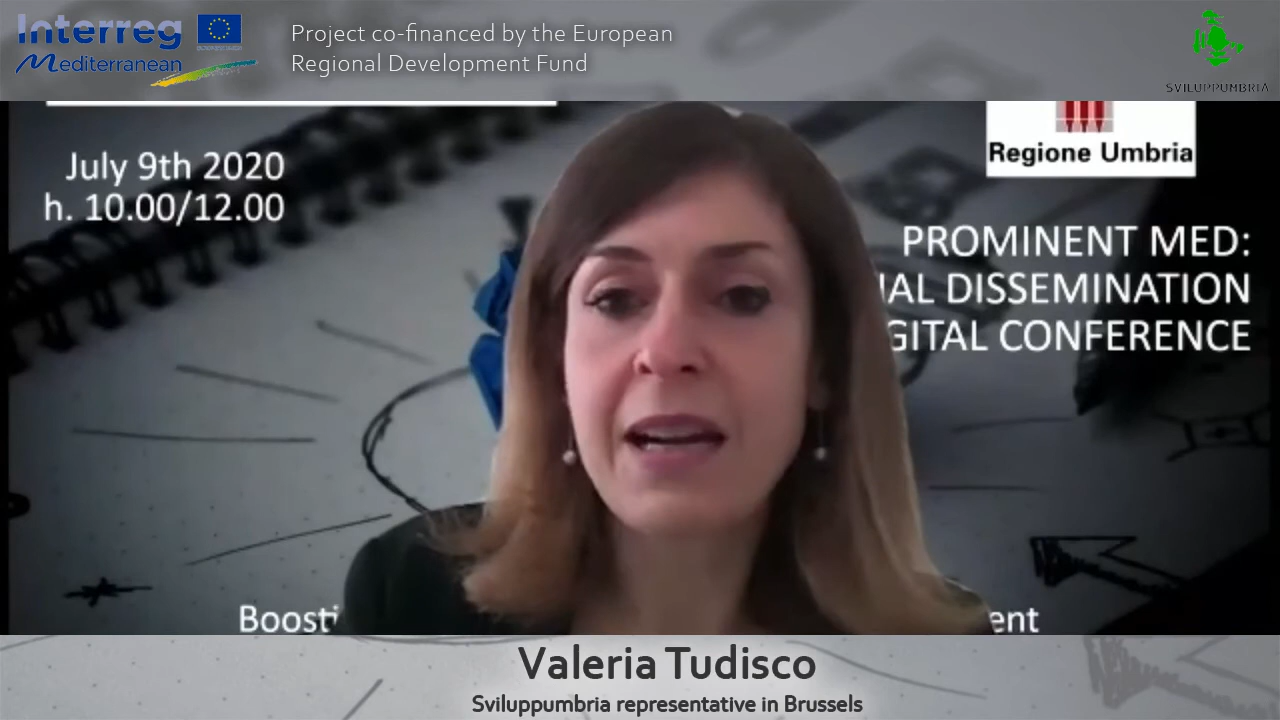 Interreg
Mediterranean
Project co-financed by the European
Regional Development Fund
SVILUPPUMBRIA
July 9th 2020
h. 10.00/12.00
Regione Umbria
PROMINENT MED:
IAL DISSEMINATION
GITAL CONFERENCE
Boosti
ent
Valeria Tudisco
Sviluppumbria representative in Brussels